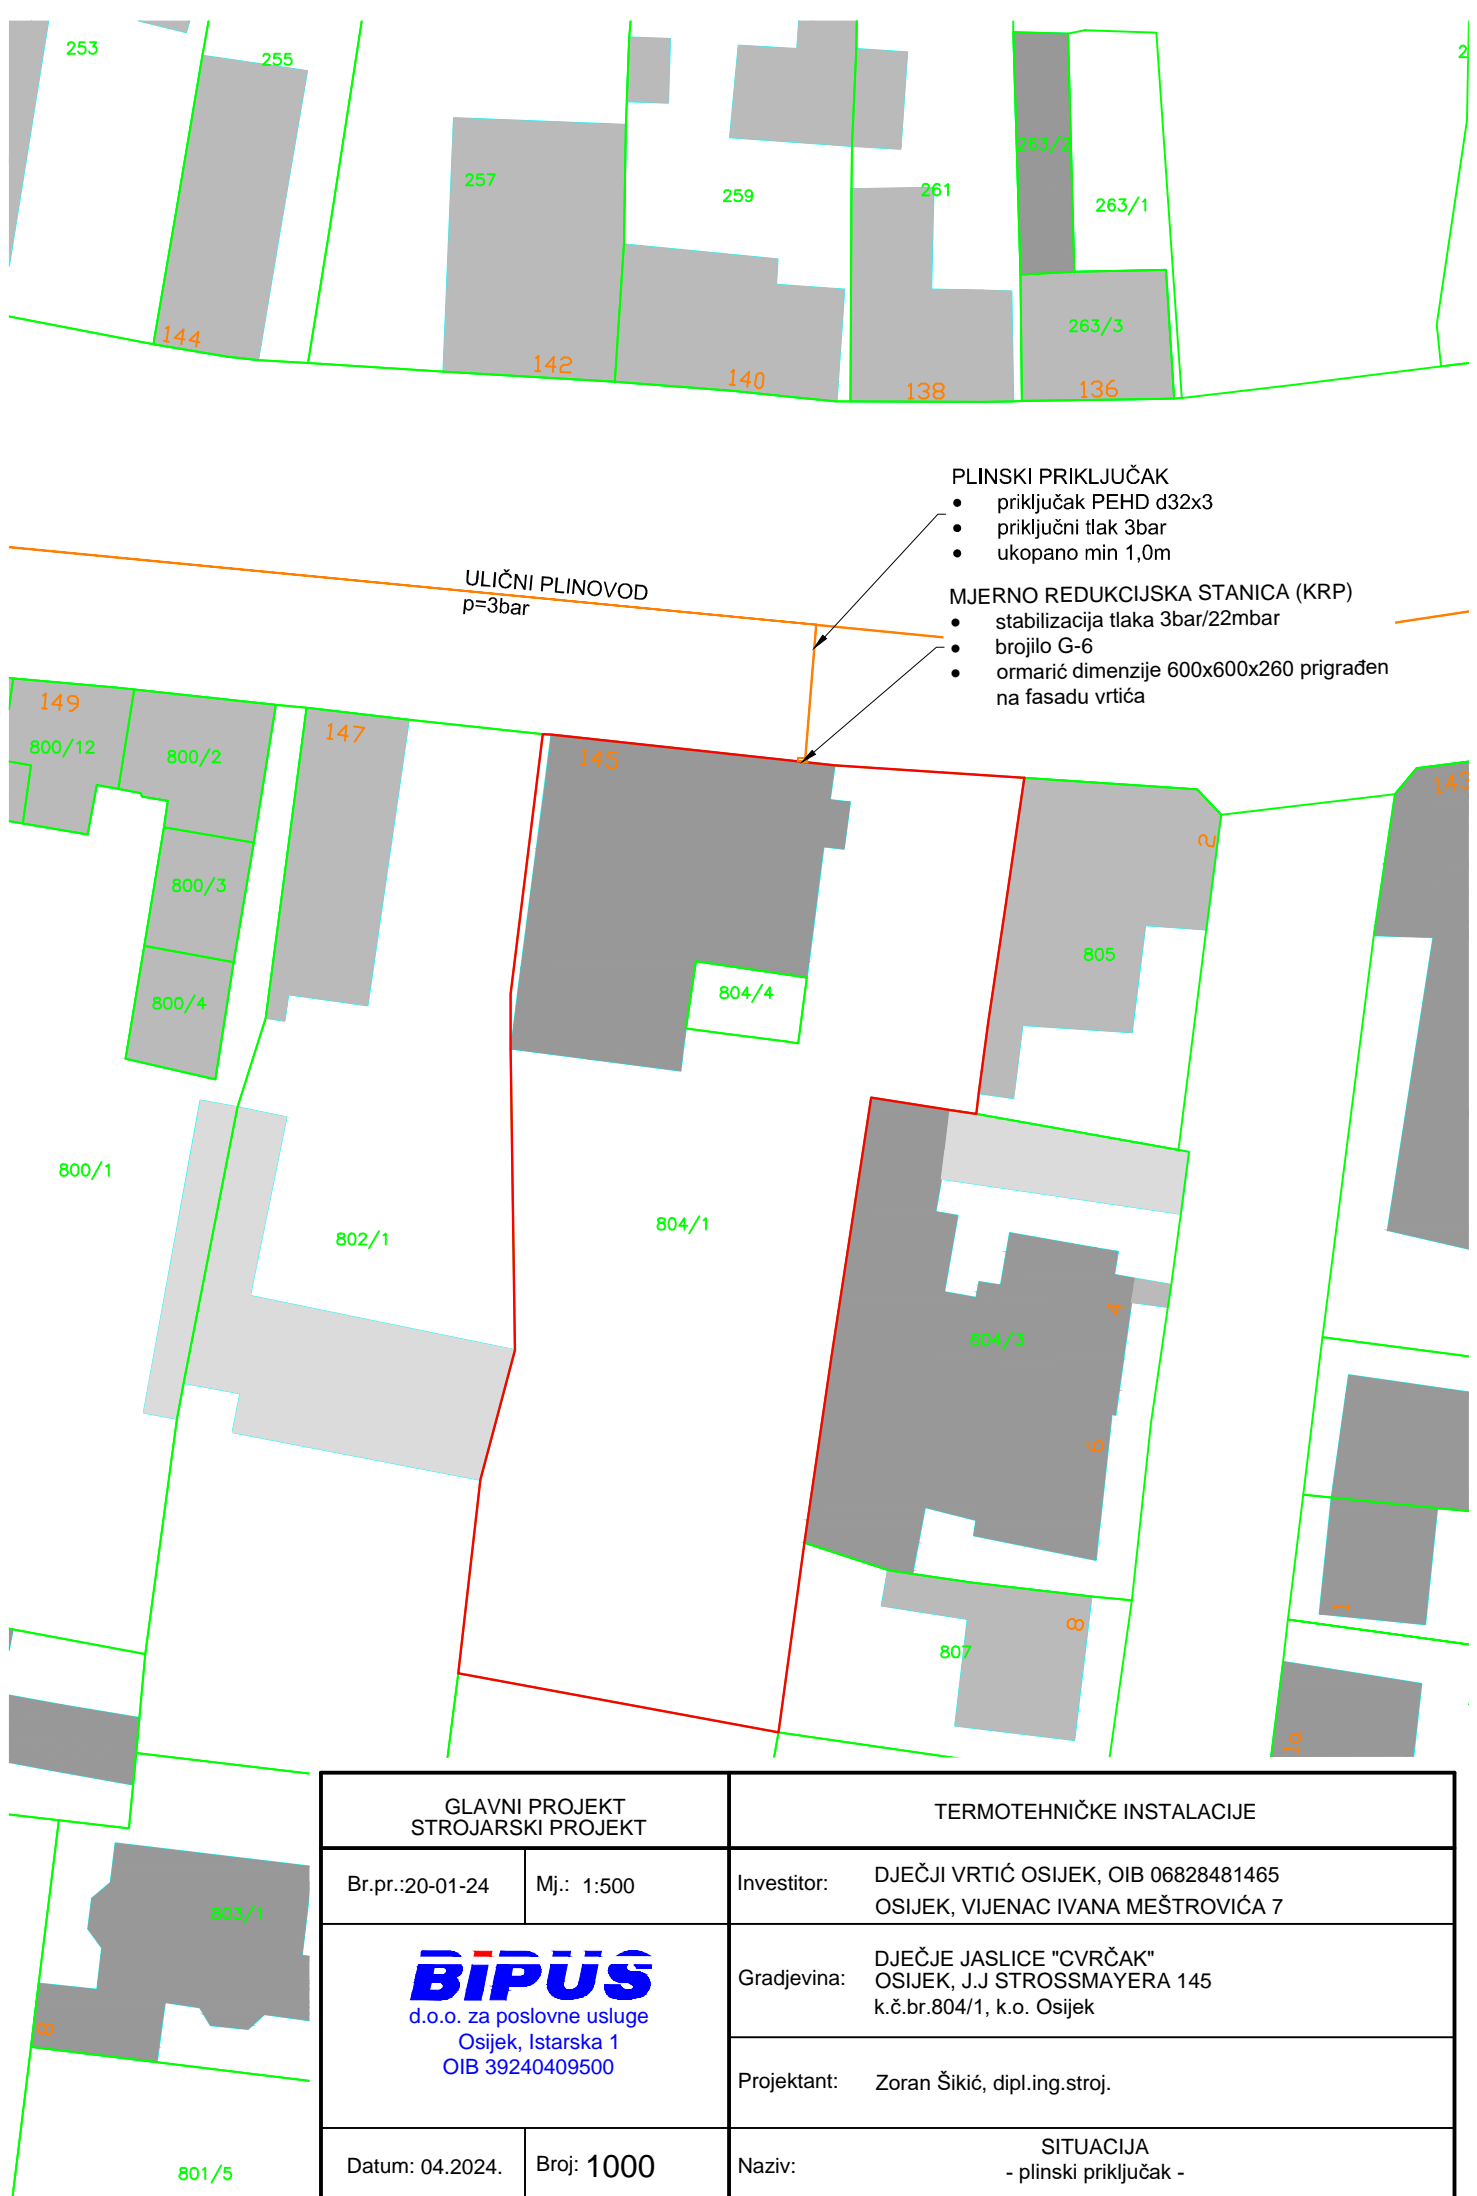 253
255
257
259
261
263/2
263/1
263/3
144
142
140
138
136
PLINSKI PRIKLJUČAK
• priključak PEHD d32x3
• priključni tlak 3bar
• ukopano min 1,0m
ULIČNI PLINOVOD
p=3bar
MJERNO REDUKCIJSKA STANICA (KRP)
• stabilizacija tlaka 3bar/22mbar
• brojilo G-6
• ormarić dimenzije 600x600x260 prigrađen
na fasadu vrtića
149
147
145
143
800/12
800/2
2
800/3
805
800/4
804/4
800/1
802/1
804/1
4
804/3
6
1
8
807
10
803/1
8
801/5
GLAVNI PROJEKT
STROJARSKI PROJEKT
TERMOTEHNIČKE INSTALACIJE
Br.pr.:20-01-24
Mj.: 1:500
Investitor: DJEČJI VRTIĆ OSIJEK, OIB 06828481465
OSIJEK, VIJENAC IVANA MEŠTROVIĆA 7
BIPUS
d.o.o. za poslovne usluge
Osijek, Istarska 1
OIB 39240409500
Gradjevina: DJEČJE JASLICE "CVRČAK"
OSIJEK, J.J STROSSMAYERA 145
k.č.br.804/1, k.o. Osijek
Projektant: Zoran Šikić, dipl.ing.stroj.
Datum: 04.2024.
Broj: 1000
Naziv: SITUACIJA
- plinski priključak -